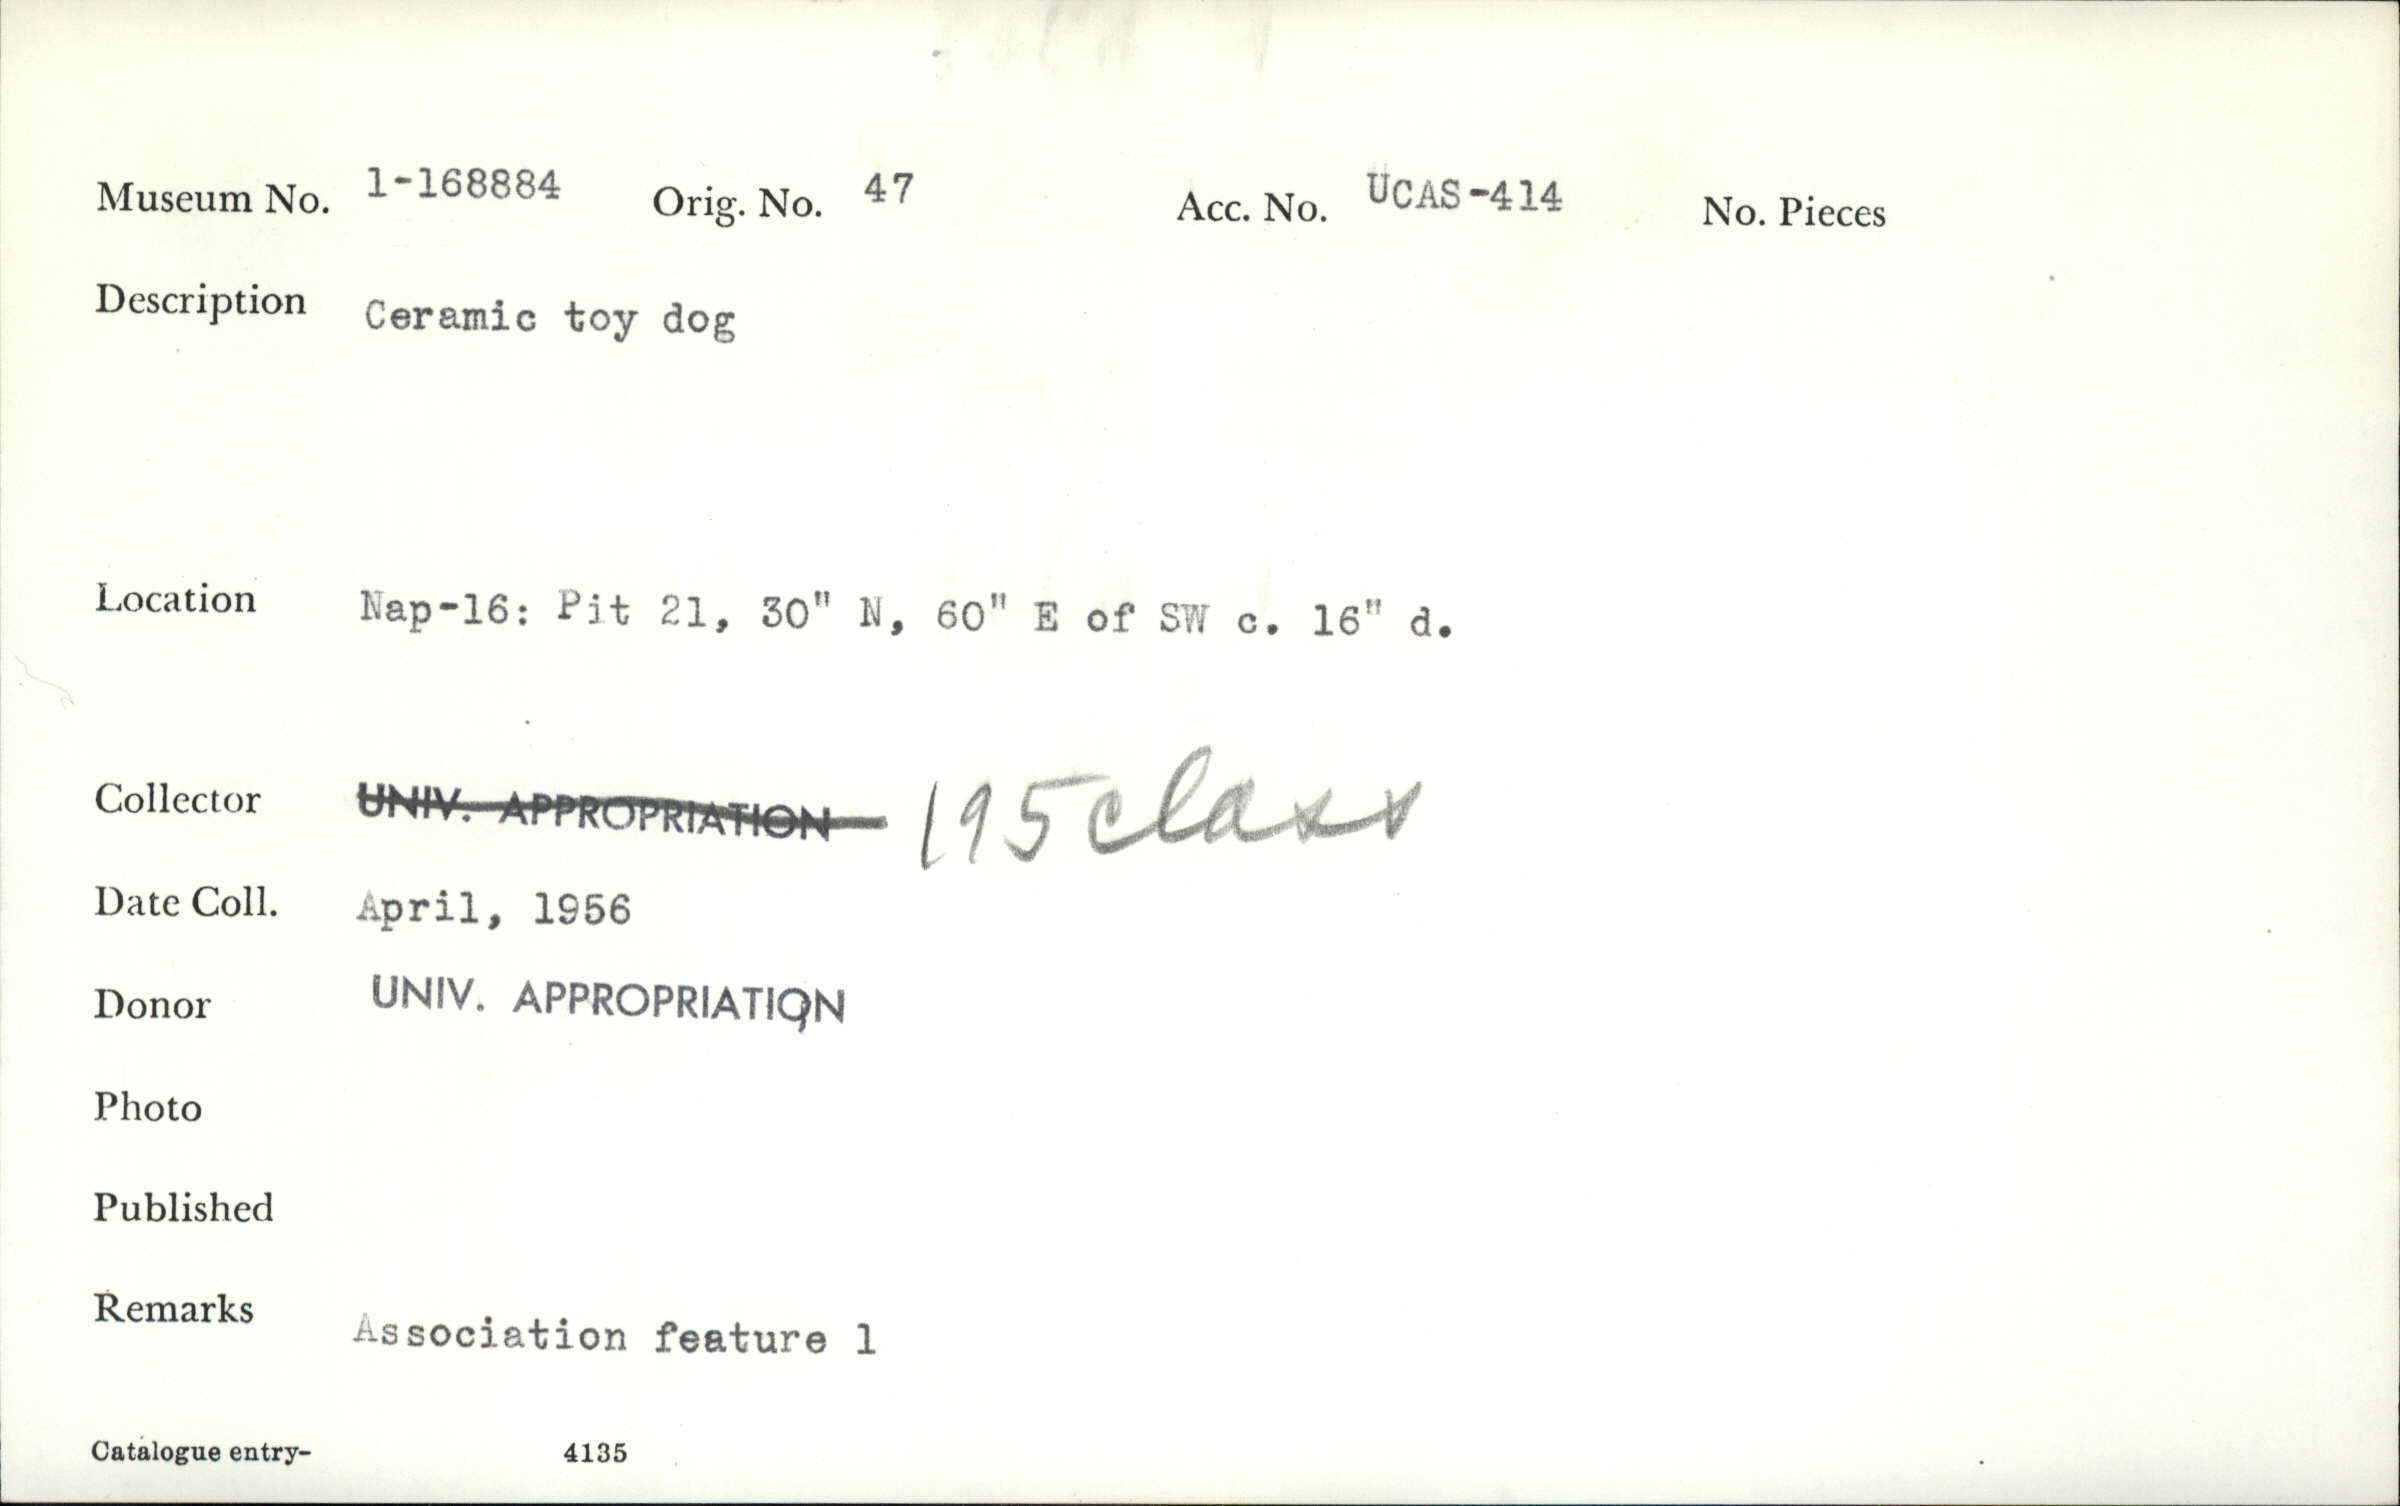 Museum No. 1-168884 Orig. No. 47 Acc. No. UCAS-414 No. Pieces
Description Ceramic toy dog
Location Nap-16: Pit 21, 30" N, 60" E of SW c. 16" d.
Collector UNIV. APPROPRIATION 195 class
Date Coll. April, 1956
Donor UNIV. APPROPRIATION
Photo
Published
Remarks Association feature 1
Catalogue entry- 4135